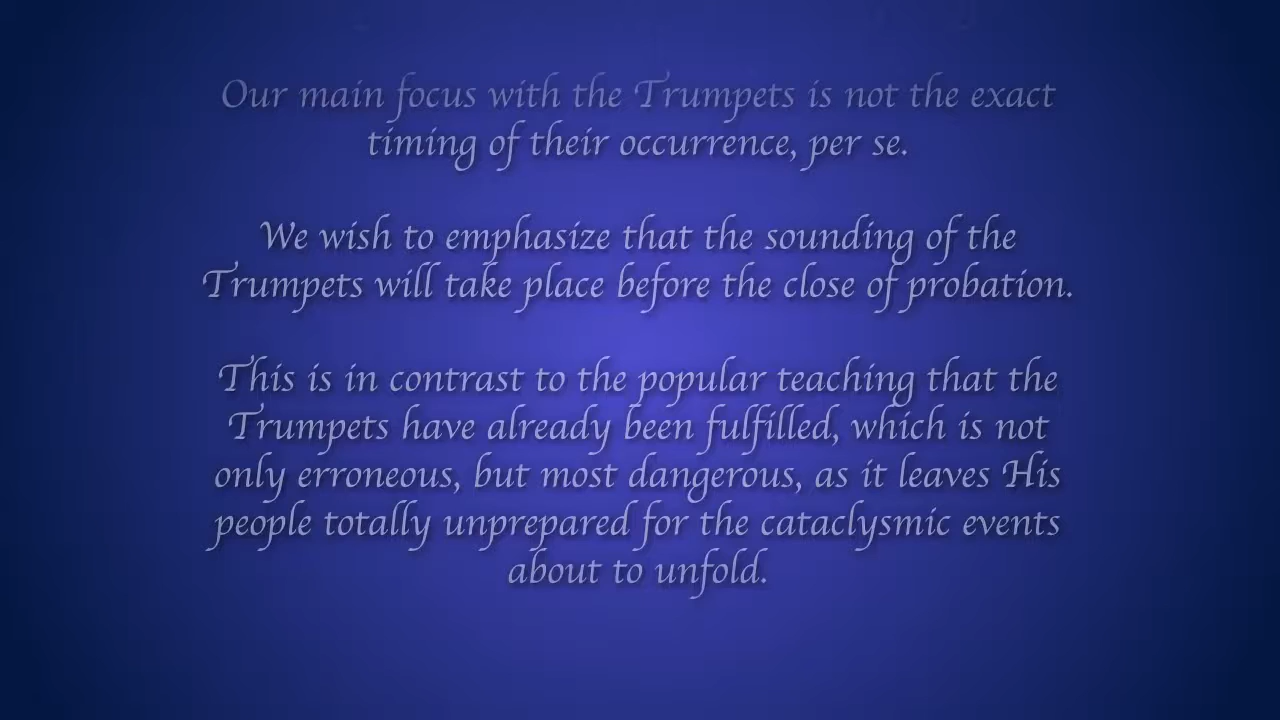 Our main focus with the Trumpets is not the exact
timing of their occurrence, per se.
We wish to emphasize that the sounding of the
Trumpets will take place before the close of probation.
This is in contrast to the popular teaching that the
Trumpets have already been fulfilled, which is not
only erroneous, but most dangerous, as it leaves His
people totally unprepared for the cataclysmic events
about to unfold.